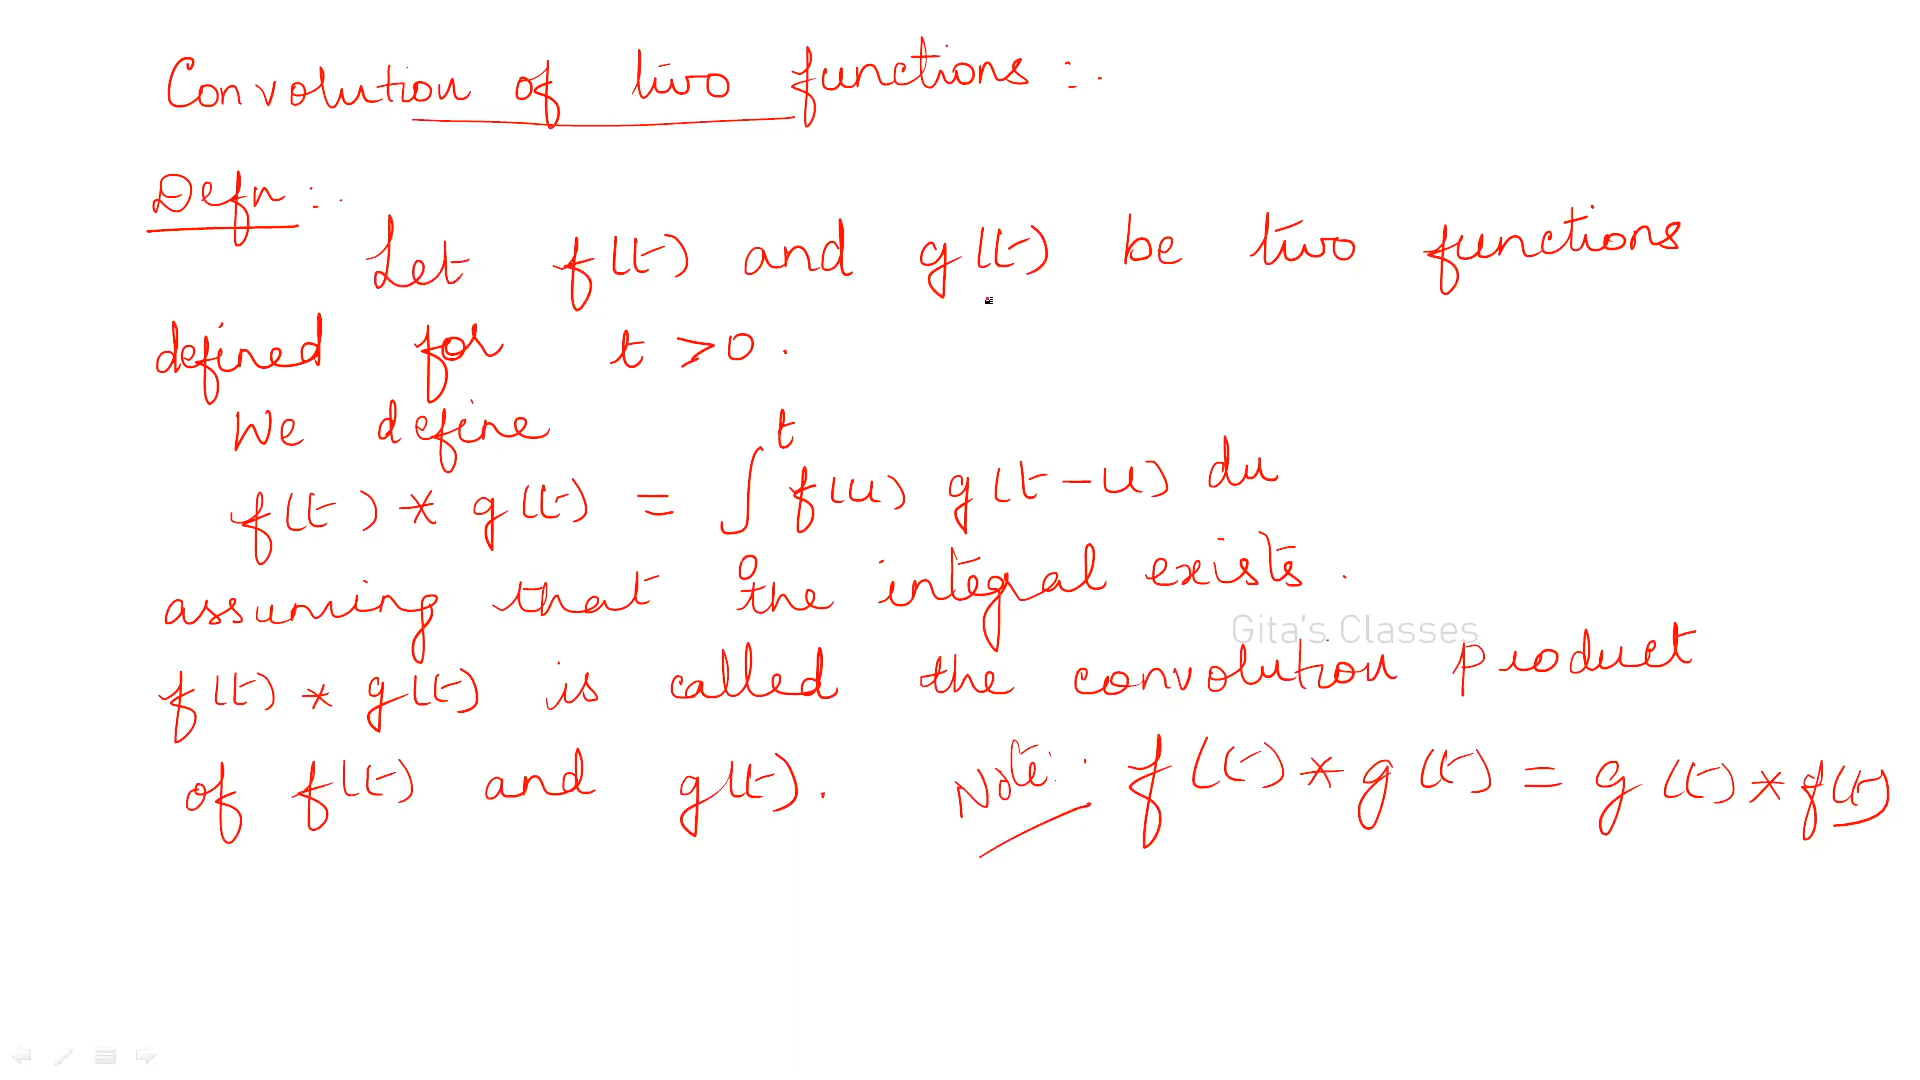 Convolution of two functions :.
Defn :.
Let f(t) and g(t) be two functions
defined for t > 0 .
We define
f(t) * g(t) = ∫₀ᵗ f(u) g(t-u) du
assuming that the integral exists .
Gita's Classes
f(t) * g(t) is called the convolution product
of f(t) and g(t). Note: . f(t) * g(t) = g(t) * f(t)